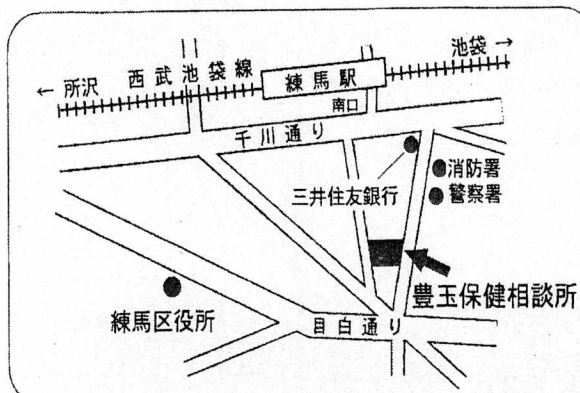 池袋→
←所沢 西武池袋線
練馬駅
南口
千川通り
消防署
三井住友銀行
警察署
豊玉保健相談所
練馬区役所
目白通り